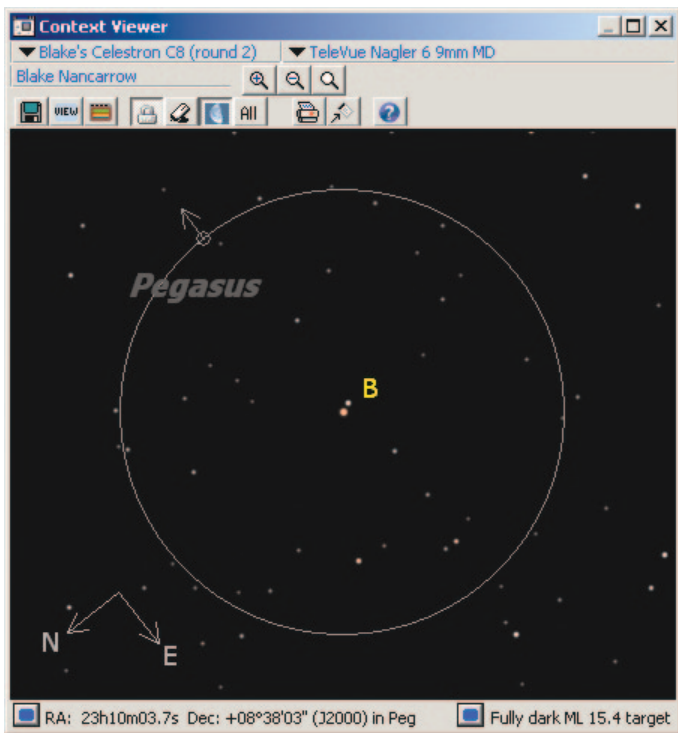 Context Viewer
Blake's Celestron C8 (round 2) TeleVue Nagler 6 9mm MD
Blake Nancarrow
VIEW All ?
Pegasus
B
N
E
RA: 23h10m03.7s Dec: +08°38'03" (J2000) in Peg Fully dark ML 15.4 target